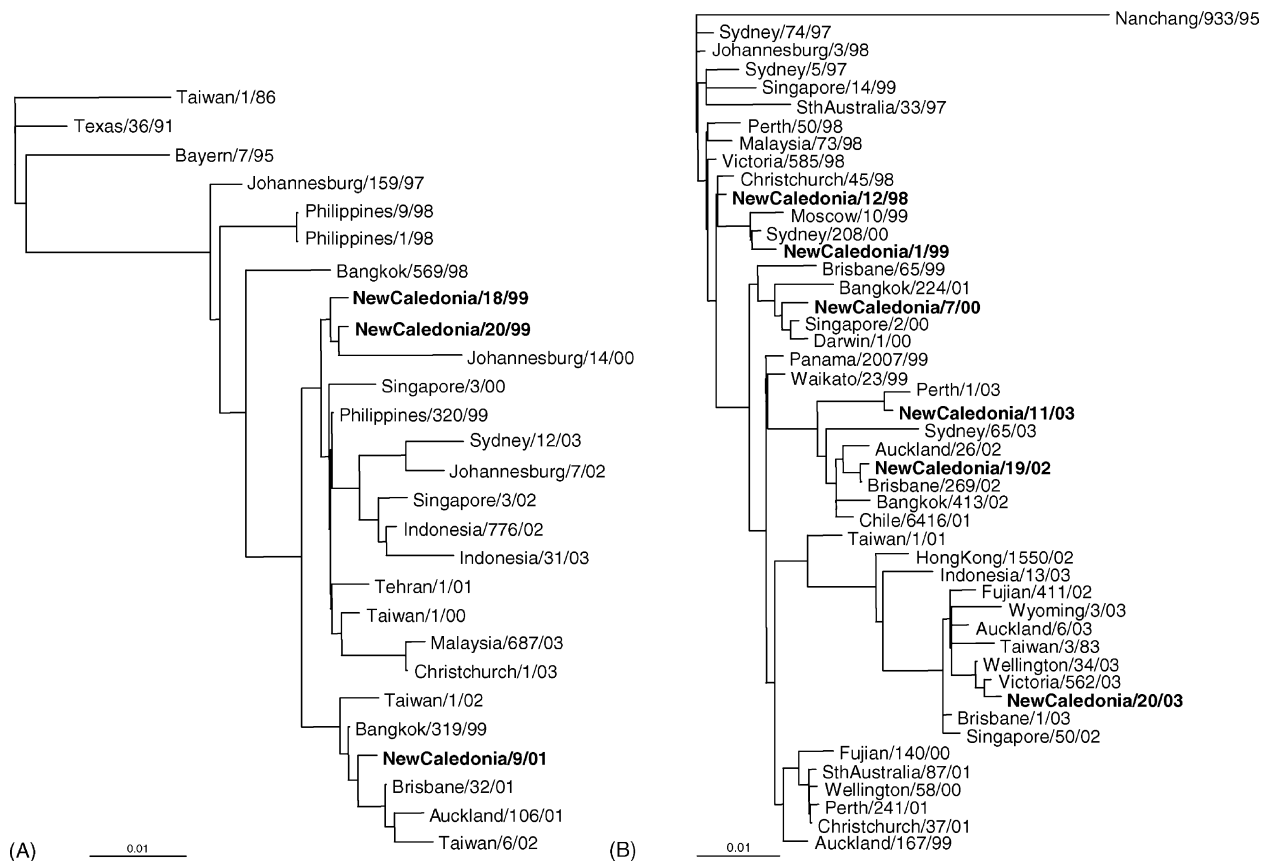 Taiwan/1/86
Texas/36/91
Bayern/7/95
Johannesburg/159/97
Philippines/9/98
Philippines/1/98
Bangkok/569/98
NewCaledonia/18/99
NewCaledonia/20/99
Johannesburg/14/00
Singapore/3/00
Philippines/320/99
Sydney/12/03
Johannesburg/7/02
Singapore/3/02
Indonesia/776/02
Indonesia/31/03
Tehran/1/01
Taiwan/1/00
Malaysia/687/03
Christchurch/1/03
Taiwan/1/02
Bangkok/319/99
NewCaledonia/9/01
Brisbane/32/01
Auckland/106/01
Taiwan/6/02
(A)
0.01
Nanchang/933/95
Sydney/74/97
Johannesburg/3/98
Sydney/5/97
Singapore/14/99
SthAustralia/33/97
Perth/50/98
Malaysia/73/98
Victoria/585/98
Christchurch/45/98
NewCaledonia/12/98
Moscow/10/99
Sydney/208/00
NewCaledonia/1/99
Brisbane/65/99
Bangkok/224/01
NewCaledonia/7/00
Singapore/2/00
Darwin/1/00
Panama/2007/99
Waikato/23/99
Perth/1/03
NewCaledonia/11/03
Sydney/65/03
Auckland/26/02
NewCaledonia/19/02
Brisbane/269/02
Bangkok/413/02
Chile/6416/01
Taiwan/1/01
HongKong/1550/02
Indonesia/13/03
Fujian/411/02
Wyoming/3/03
Auckland/6/03
Taiwan/3/83
Wellington/34/03
Victoria/562/03
NewCaledonia/20/03
Brisbane/1/03
Singapore/50/02
Fujian/140/00
SthAustralia/87/01
Wellington/58/00
Perth/241/01
Christchurch/37/01
Auckland/167/99
(B)
0.01